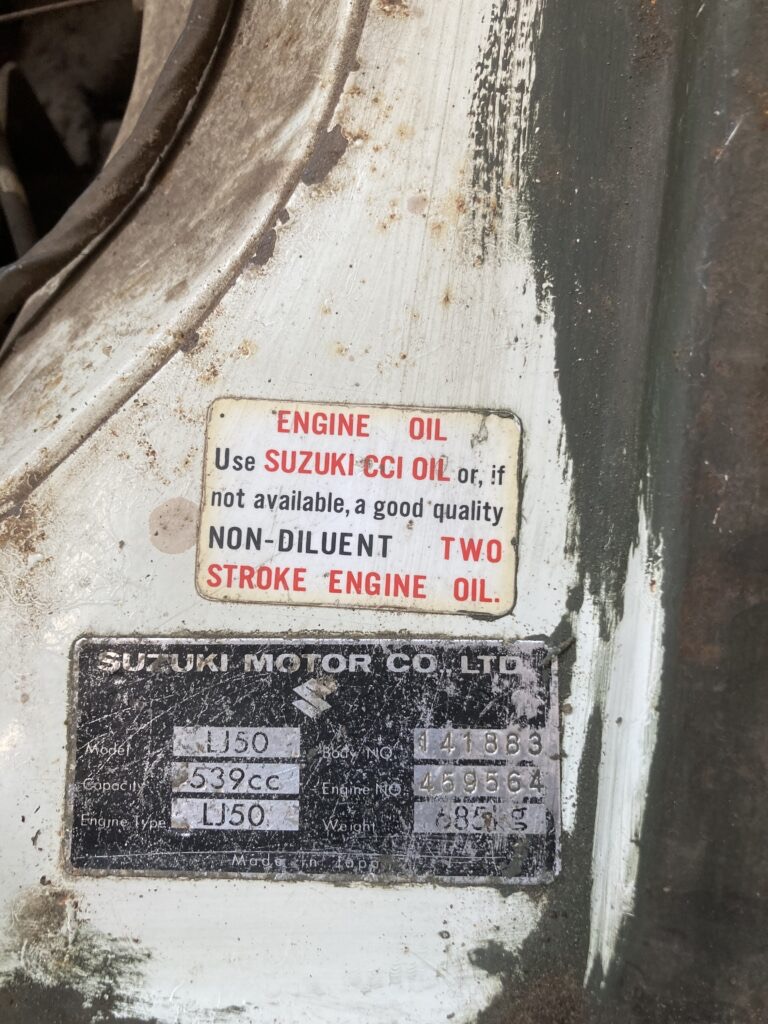 ENGINE OIL
Use SUZUKI CCI OIL or, if
not available, a good quality
NON-DILUENT TWO
STROKE ENGINE OIL.
SUZUKI MOTOR CO., LTD.
Model LJ50 Body NO 141883
Capacity 539cc Engine NO 459564
Engine Type LJ50 Weight 685kg
Made in Japan